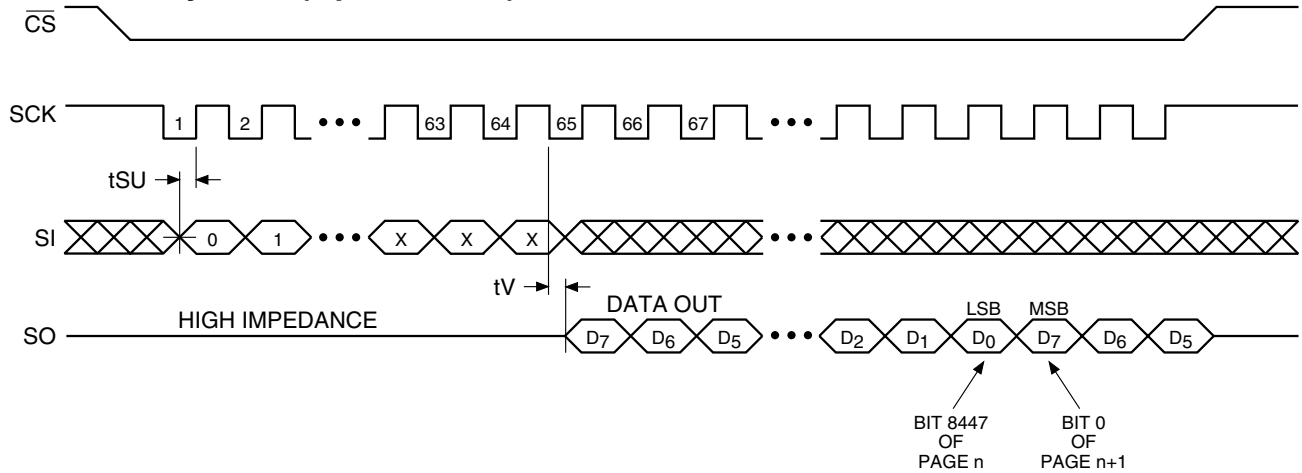 CS
SCK
1 2 ••• 63 64 65 66 67 •••
tSU
SI
0 1 ••• X X X •••
tV
DATA OUT
HIGH IMPEDANCE
LSB MSB
SO
D7 D6 D5 ••• D2 D1 D0 D7 D6 D5
BIT 8447
OF
PAGE n
BIT 0
OF
PAGE n+1